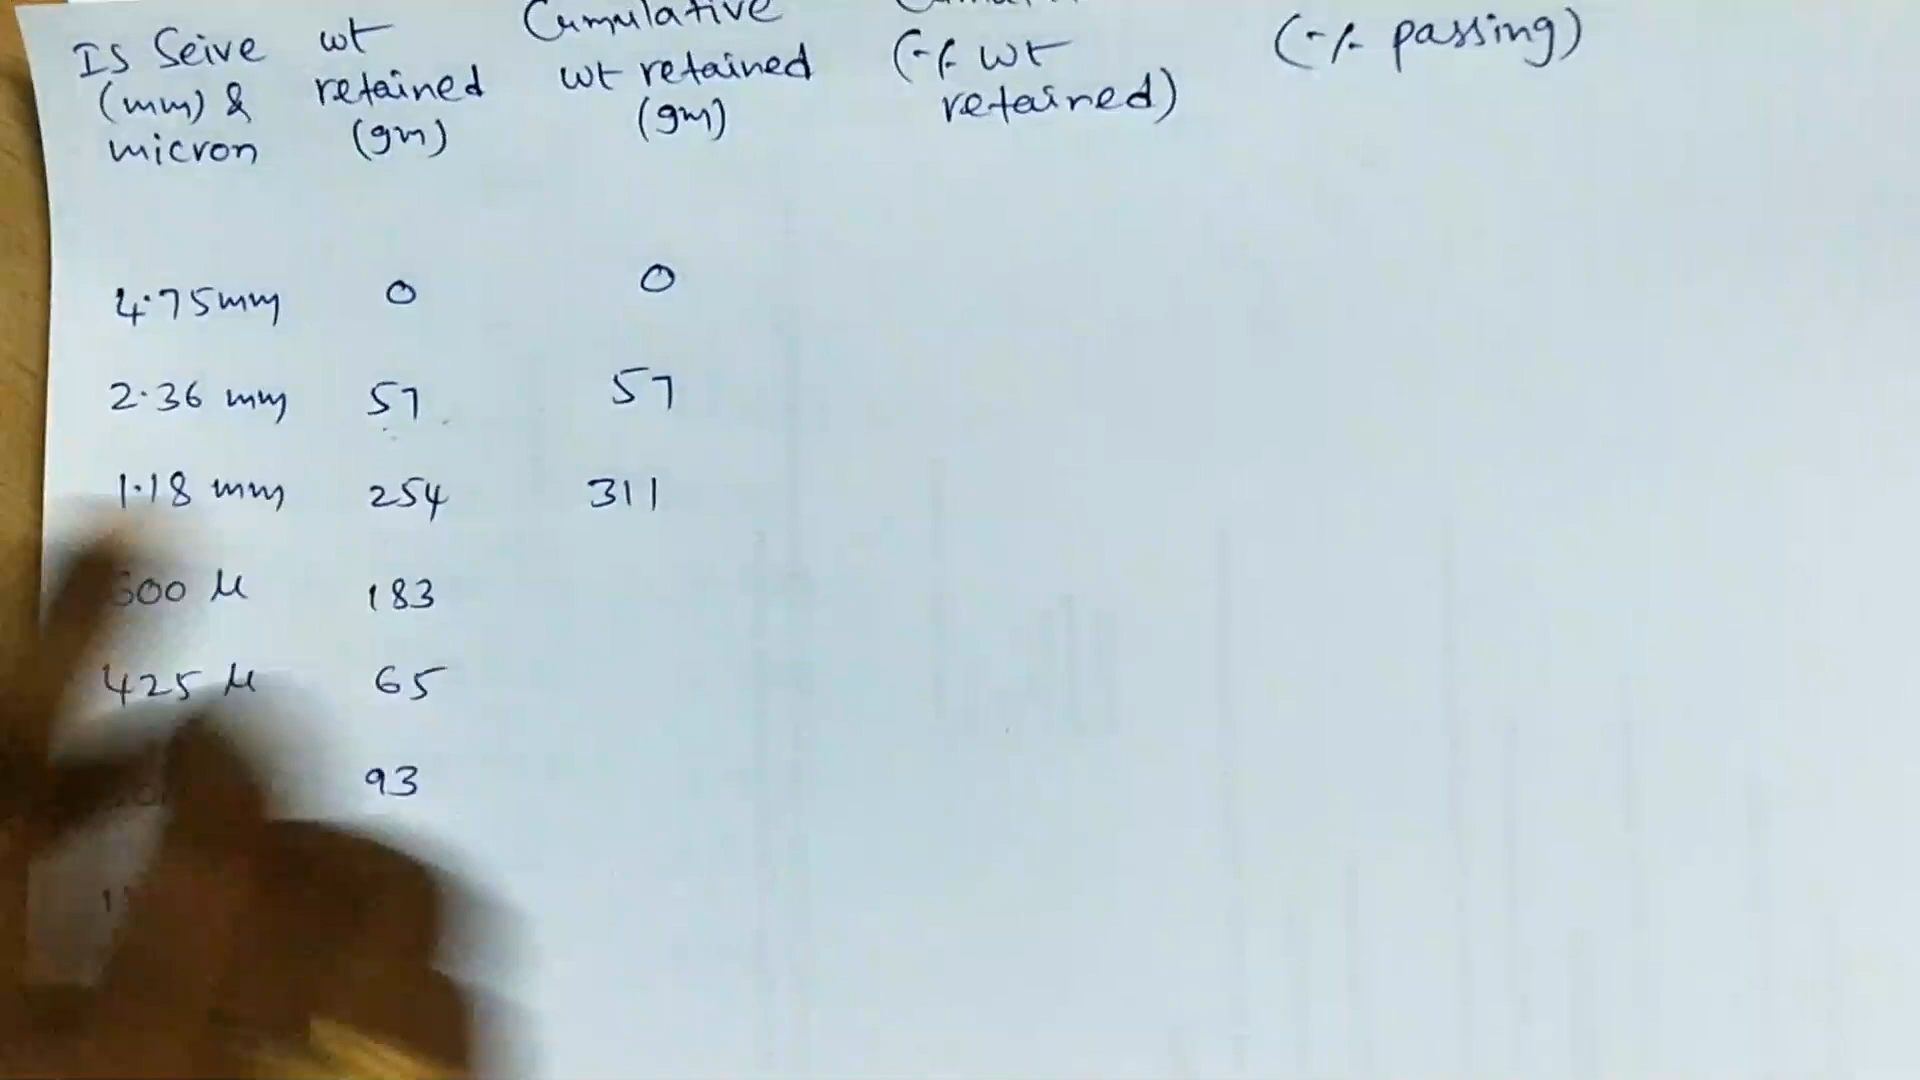 IS Seive wt Cumulative
(mm) & retained wt retained (-/. wt (-/. passing)
micron (gm) (gm) retained)
4.75mm 0 0
2.36 mm 57 57
1.18 mm 254 311
600 μ 183
425 μ 65
93